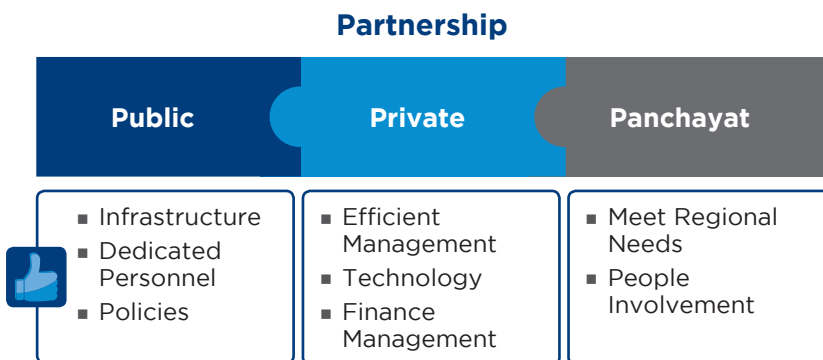 Partnership
Public
Private
Panchayat
▪ Infrastructure
▪ Dedicated
Personnel
▪ Policies
▪ Efficient
Management
▪ Technology
▪ Finance
Management
▪ Meet Regional
Needs
▪ People
Involvement